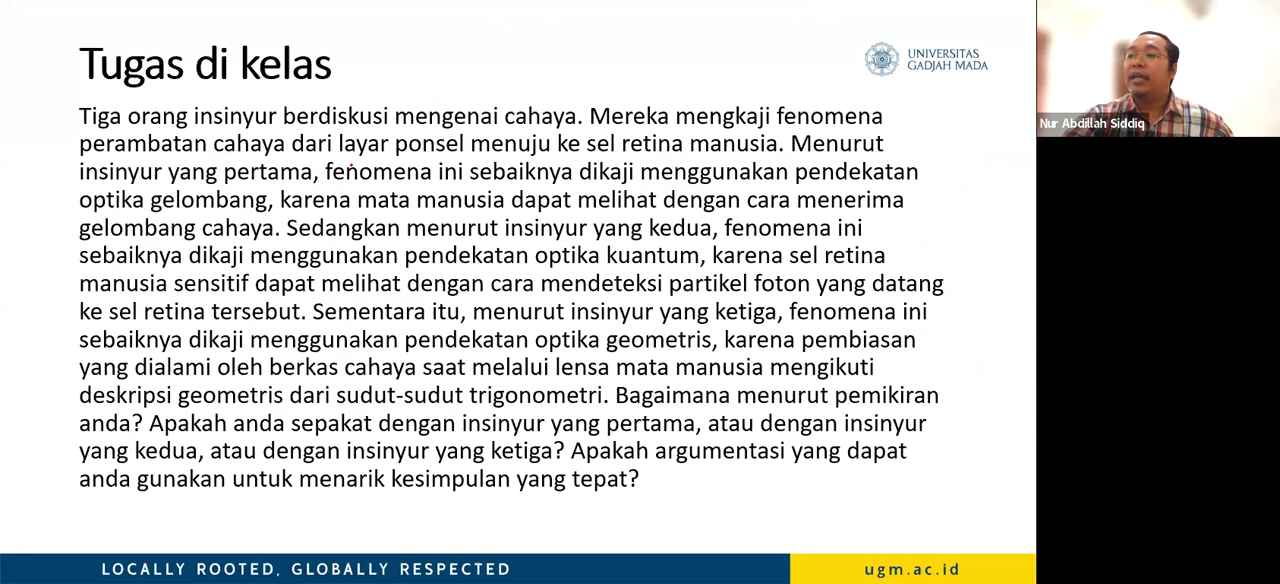 Tugas di kelas
UNIVERSITAS
GADJAH MADA
Tiga orang insinyur berdiskusi mengenai cahaya. Mereka mengkaji fenomena
perambatan cahaya dari layar ponsel menuju ke sel retina manusia. Menurut
insinyur yang pertama, fenomena ini sebaiknya dikaji menggunakan pendekatan
optika gelombang, karena mata manusia dapat melihat dengan cara menerima
gelombang cahaya. Sedangkan menurut insinyur yang kedua, fenomena ini
sebaiknya dikaji menggunakan pendekatan optika kuantum, karena sel retina
manusia sensitif dapat melihat dengan cara mendeteksi partikel foton yang datang
ke sel retina tersebut. Sementara itu, menurut insinyur yang ketiga, fenomena ini
sebaiknya dikaji menggunakan pendekatan optika geometris, karena pembiasan
yang dialami oleh berkas cahaya saat melalui lensa mata manusia mengikuti
deskripsi geometris dari sudut-sudut trigonometri. Bagaimana menurut pemikiran
anda? Apakah anda sepakat dengan insinyur yang pertama, atau dengan insinyur
yang kedua, atau dengan insinyur yang ketiga? Apakah argumentasi yang dapat
anda gunakan untuk menarik kesimpulan yang tepat?
LOCALLY ROOTED, GLOBALLY RESPECTED
ugm.ac.id
Nur Abdillah Siddiq